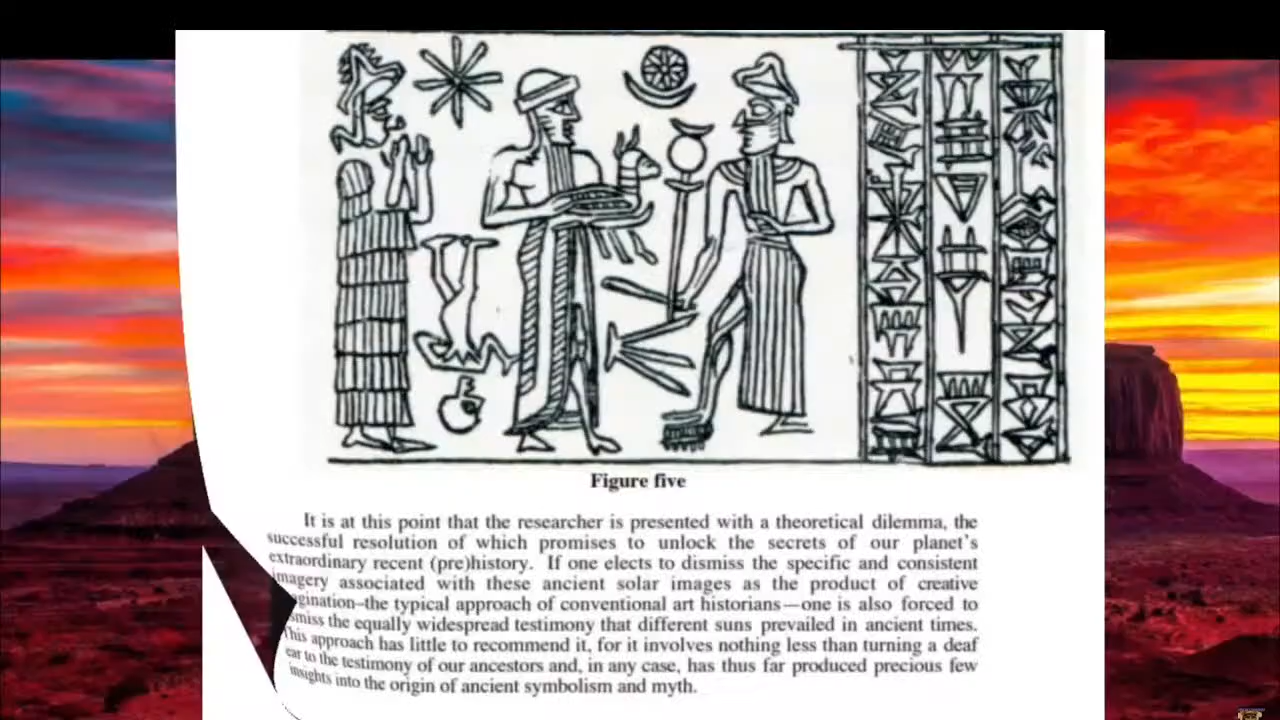 Figure five
It is at this point that the researcher is presented with a theoretical dilemma, the
successful resolution of which promises to unlock the secrets of our planet's
extraordinary recent (pre)history. If one elects to dismiss the specific and consistent
imagery associated with these ancient solar images as the product of creative
agination–the typical approach of conventional art historians—one is also forced to
smiss the equally widespread testimony that different suns prevailed in ancient times.
This approach has little to recommend it, for it involves nothing less than turning a deaf
ear to the testimony of our ancestors and, in any case, has thus far produced precious few
insights into the origin of ancient symbolism and myth.